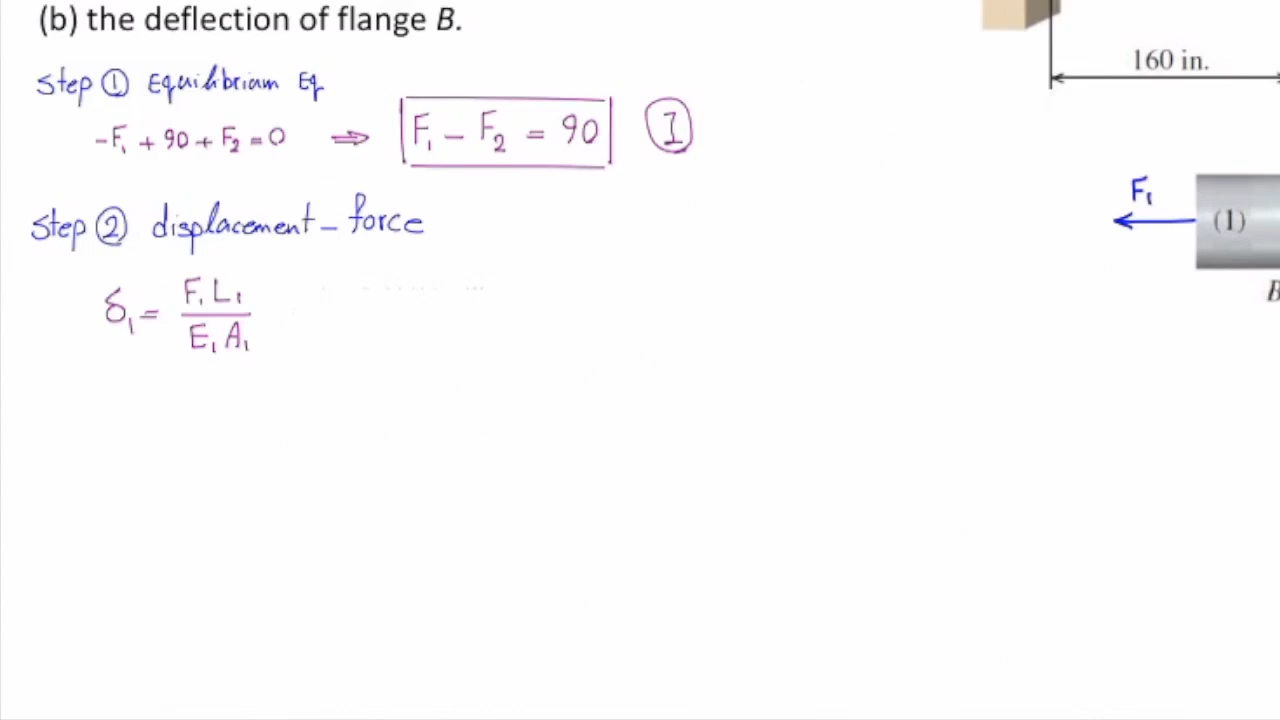 (b) the deflection of flange B.
160 in.
Step ① Equilibrium Eq
-F₁ + 90 + F₂ = 0 ⇒ F₁ - F₂ = 90 Ⓘ
F₁
(1)
B
Step ② displacement - force
δ₁ = F₁L₁ / E₁A₁